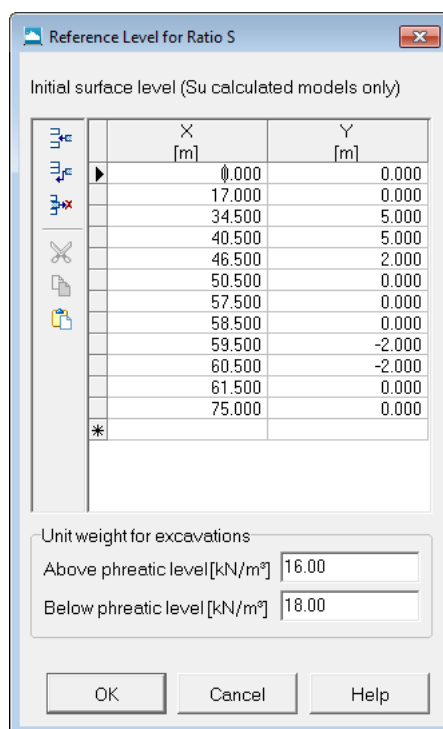 Reference Level for Ratio S
Initial surface level (Su calculated models only)
X Y
[m] [m]
0.000 0.000
17.000 0.000
34.500 5.000
40.500 5.000
46.500 2.000
50.500 0.000
57.500 0.000
58.500 0.000
59.500 -2.000
60.500 -2.000
61.500 0.000
75.000 0.000
Unit weight for excavations
Above phreatic level [kN/m³] 16.00
Below phreatic level [kN/m³] 18.00
OK Cancel Help